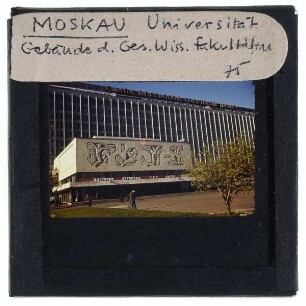 MOSKAU Universität
Gebäude d. Ges. Wiss. Fakultäten
75